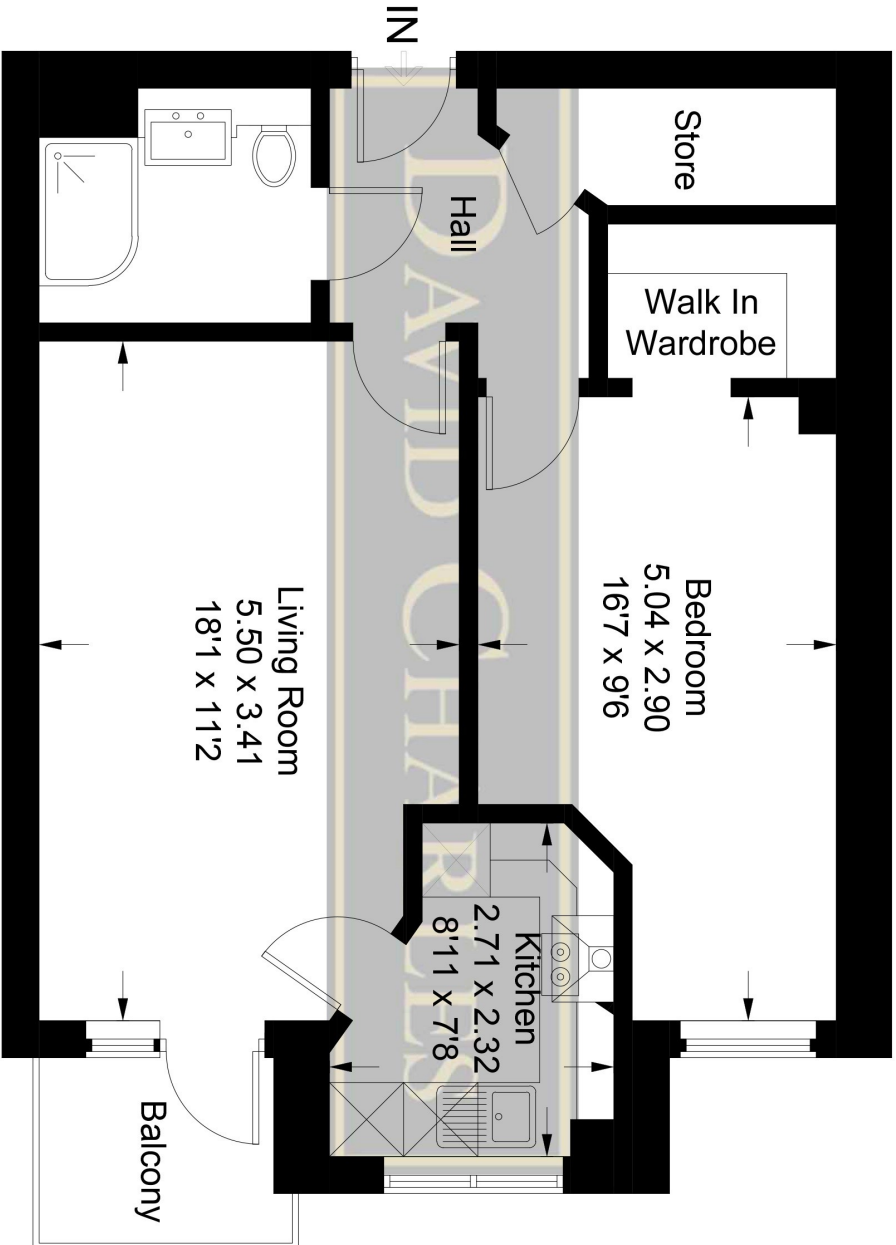 IN
Store
Hall
Walk In
Wardrobe
Bedroom
5.04 x 2.90
16'7 x 9'6
Living Room
5.50 x 3.41
18'1 x 11'2
Kitchen
2.71 x 2.32
8'11 x 7'8
Balcony
DAVID CHARLES